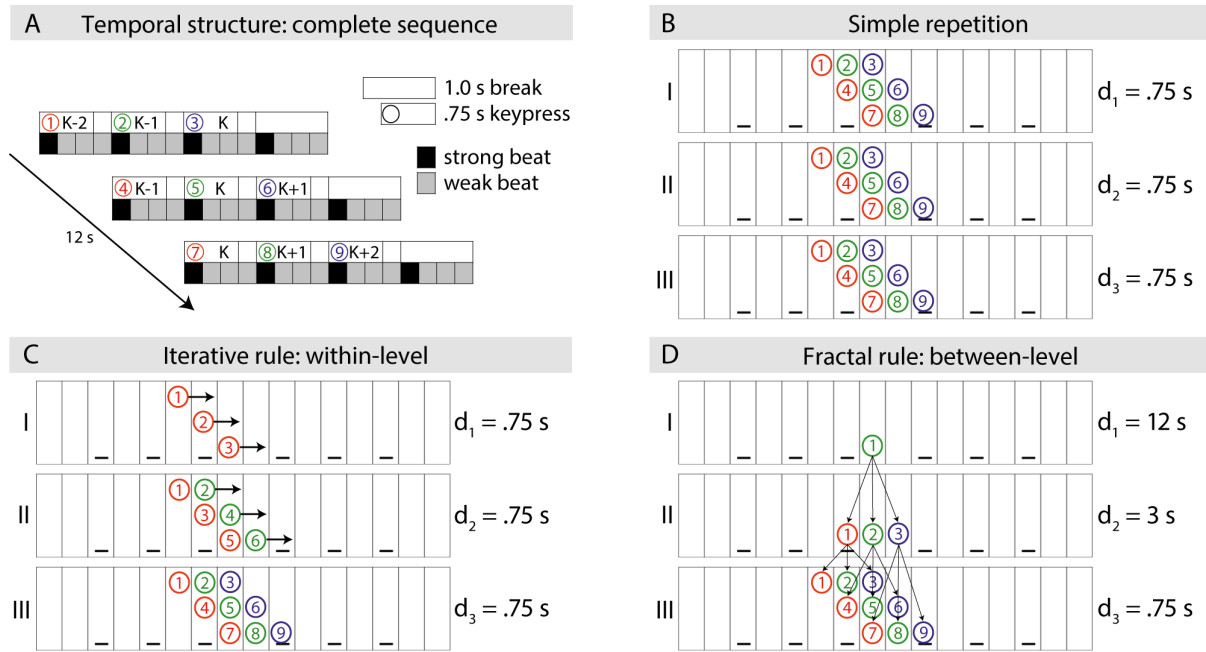 A Temporal structure: complete sequence
1.0 s break
.75 s keypress
① K-2 ② K-1 ③ K
strong beat
weak beat
④ K-1 ⑤ K ⑥ K+1
12 s
⑦ K ⑧ K+1 ⑨ K+2
B Simple repetition
I
① ② ③
④ ⑤ ⑥
⑦ ⑧ ⑨
d₁ = .75 s
II
① ② ③
④ ⑤ ⑥
⑦ ⑧ ⑨
d₂ = .75 s
III
① ② ③
④ ⑤ ⑥
⑦ ⑧ ⑨
d₃ = .75 s
C Iterative rule: within-level
I
①
②
③
d₁ = .75 s
II
① ②
③ ④
⑤ ⑥
d₂ = .75 s
III
① ② ③
④ ⑤ ⑥
⑦ ⑧ ⑨
d₃ = .75 s
D Fractal rule: between-level
I
①
d₁ = 12 s
II
① ② ③
d₂ = 3 s
III
① ② ③
④ ⑤ ⑥
⑦ ⑧ ⑨
d₃ = .75 s